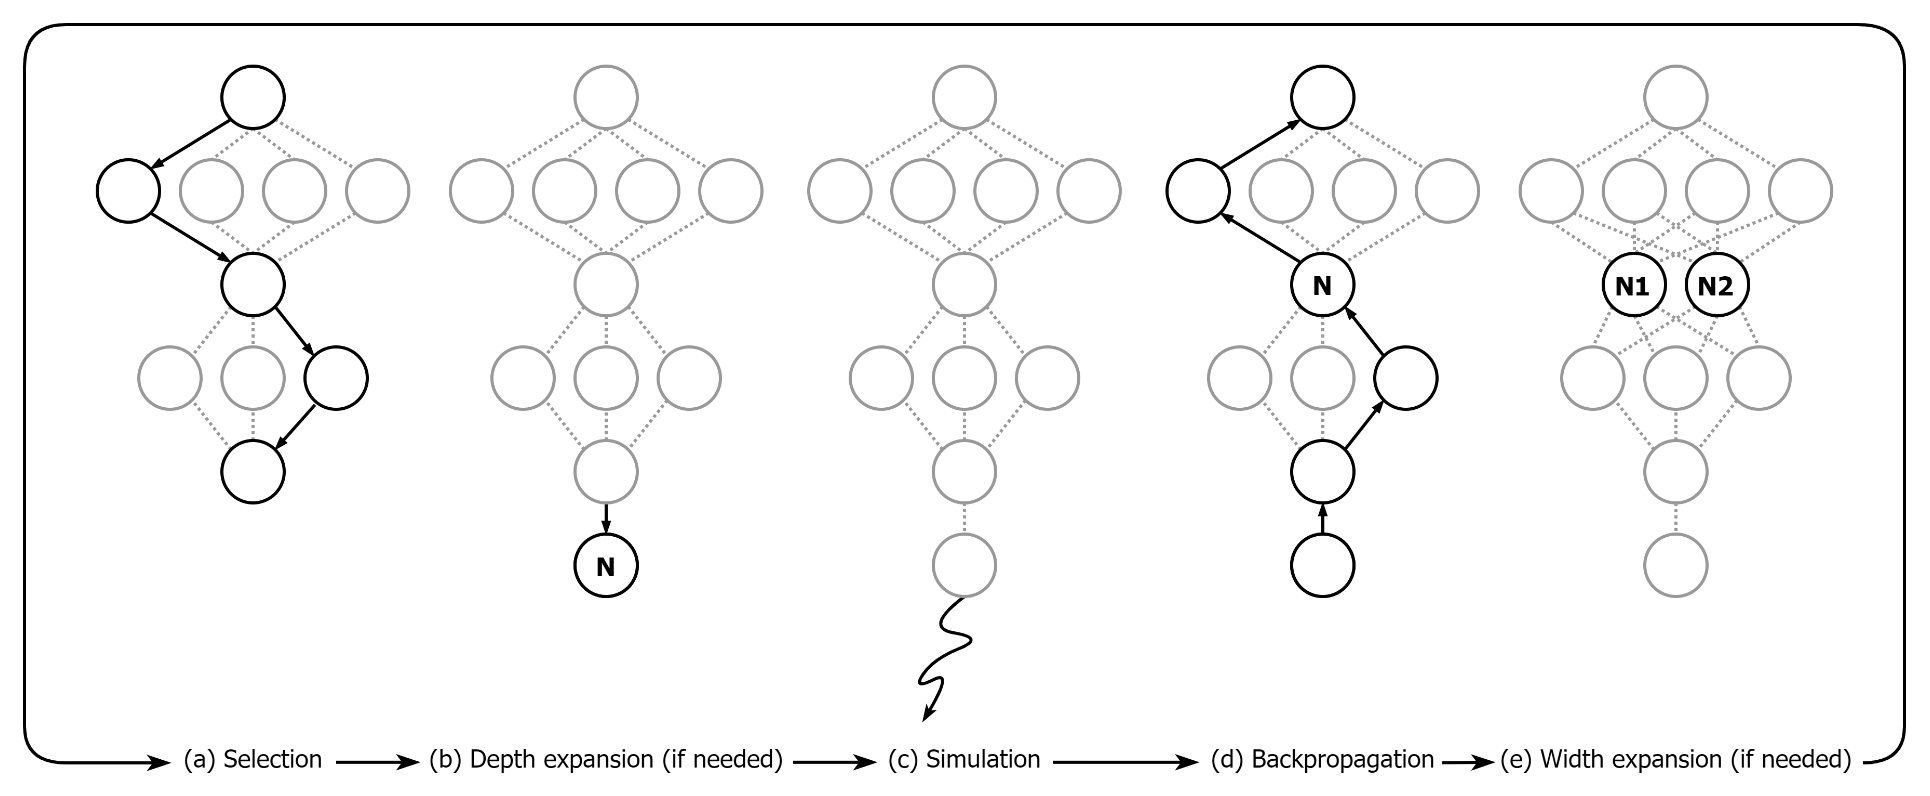 N
N1
N2
N
(a) Selection
(b) Depth expansion (if needed)
(c) Simulation
(d) Backpropagation
(e) Width expansion (if needed)